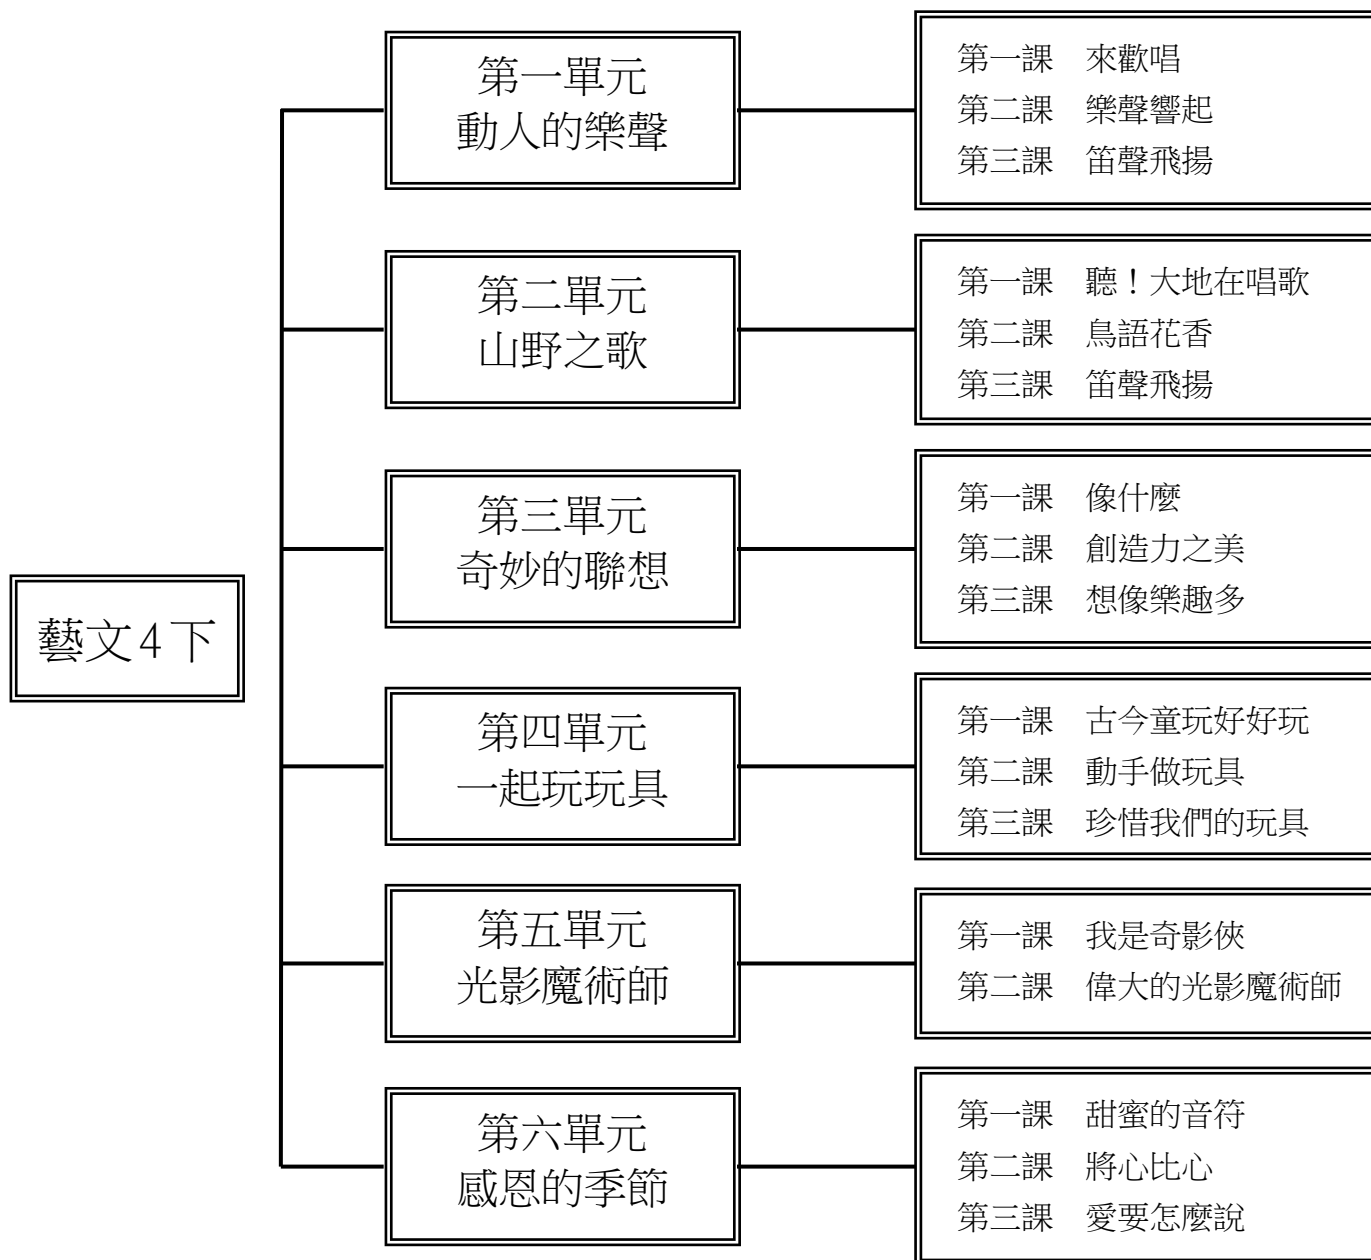 藝文4下
第一單元
動人的樂聲
第一課 來歡唱
第二課 樂聲響起
第三課 笛聲飛揚
第二單元
山野之歌
第一課 聽！大地在唱歌
第二課 鳥語花香
第三課 笛聲飛揚
第三單元
奇妙的聯想
第一課 像什麼
第二課 創造力之美
第三課 想像樂趣多
第四單元
一起玩玩具
第一課 古今童玩好好玩
第二課 動手做玩具
第三課 珍惜我們的玩具
第五單元
光影魔術師
第一課 我是奇影俠
第二課 偉大的光影魔術師
第六單元
感恩的季節
第一課 甜蜜的音符
第二課 將心比心
第三課 愛要怎麼說